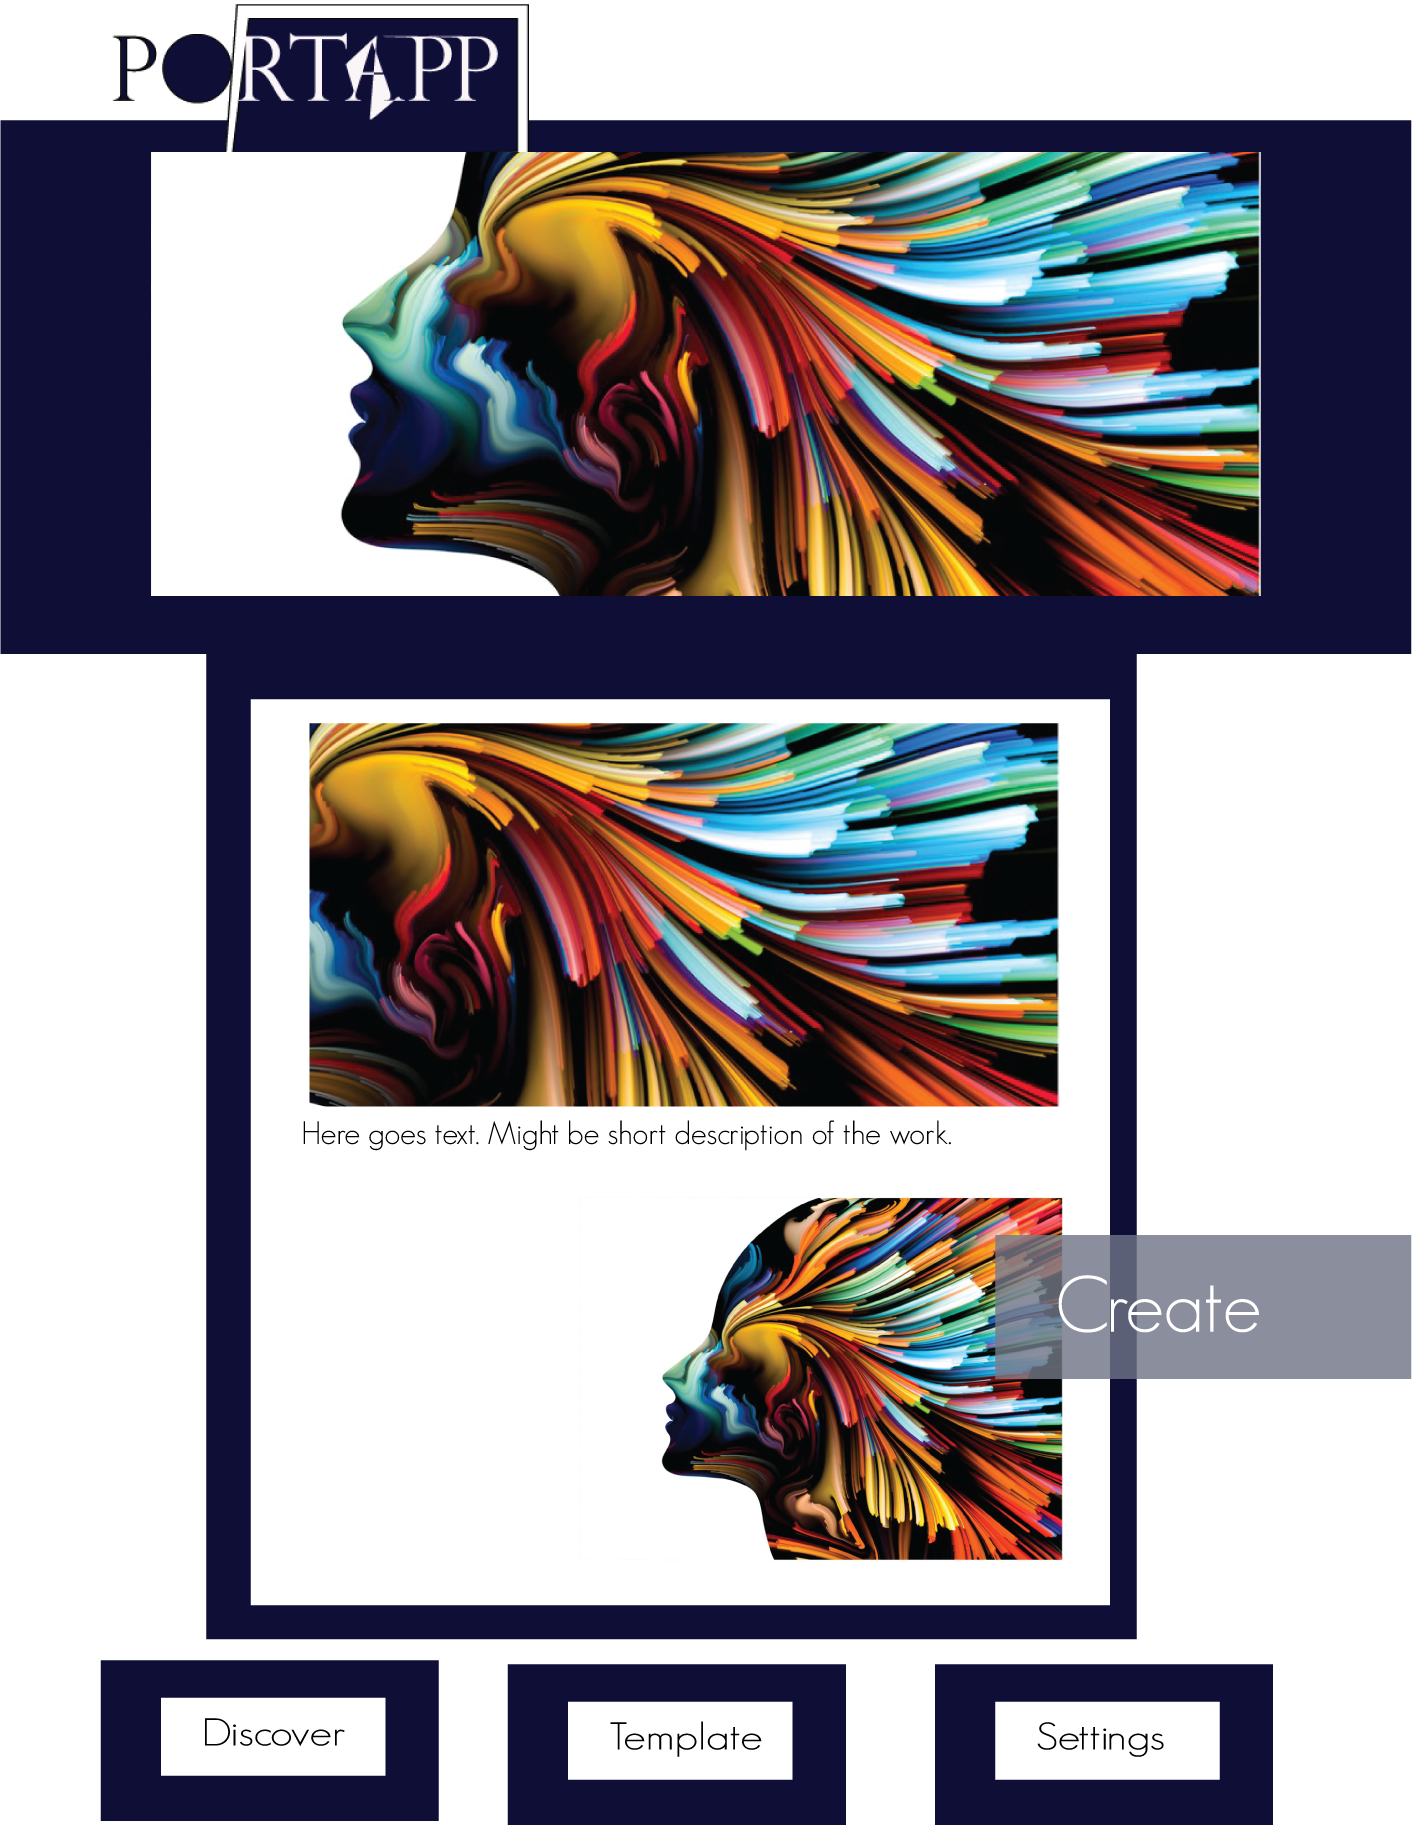 PORTAPP
Here goes text. Might be short description of the work.
Create
Discover
Template
Settings